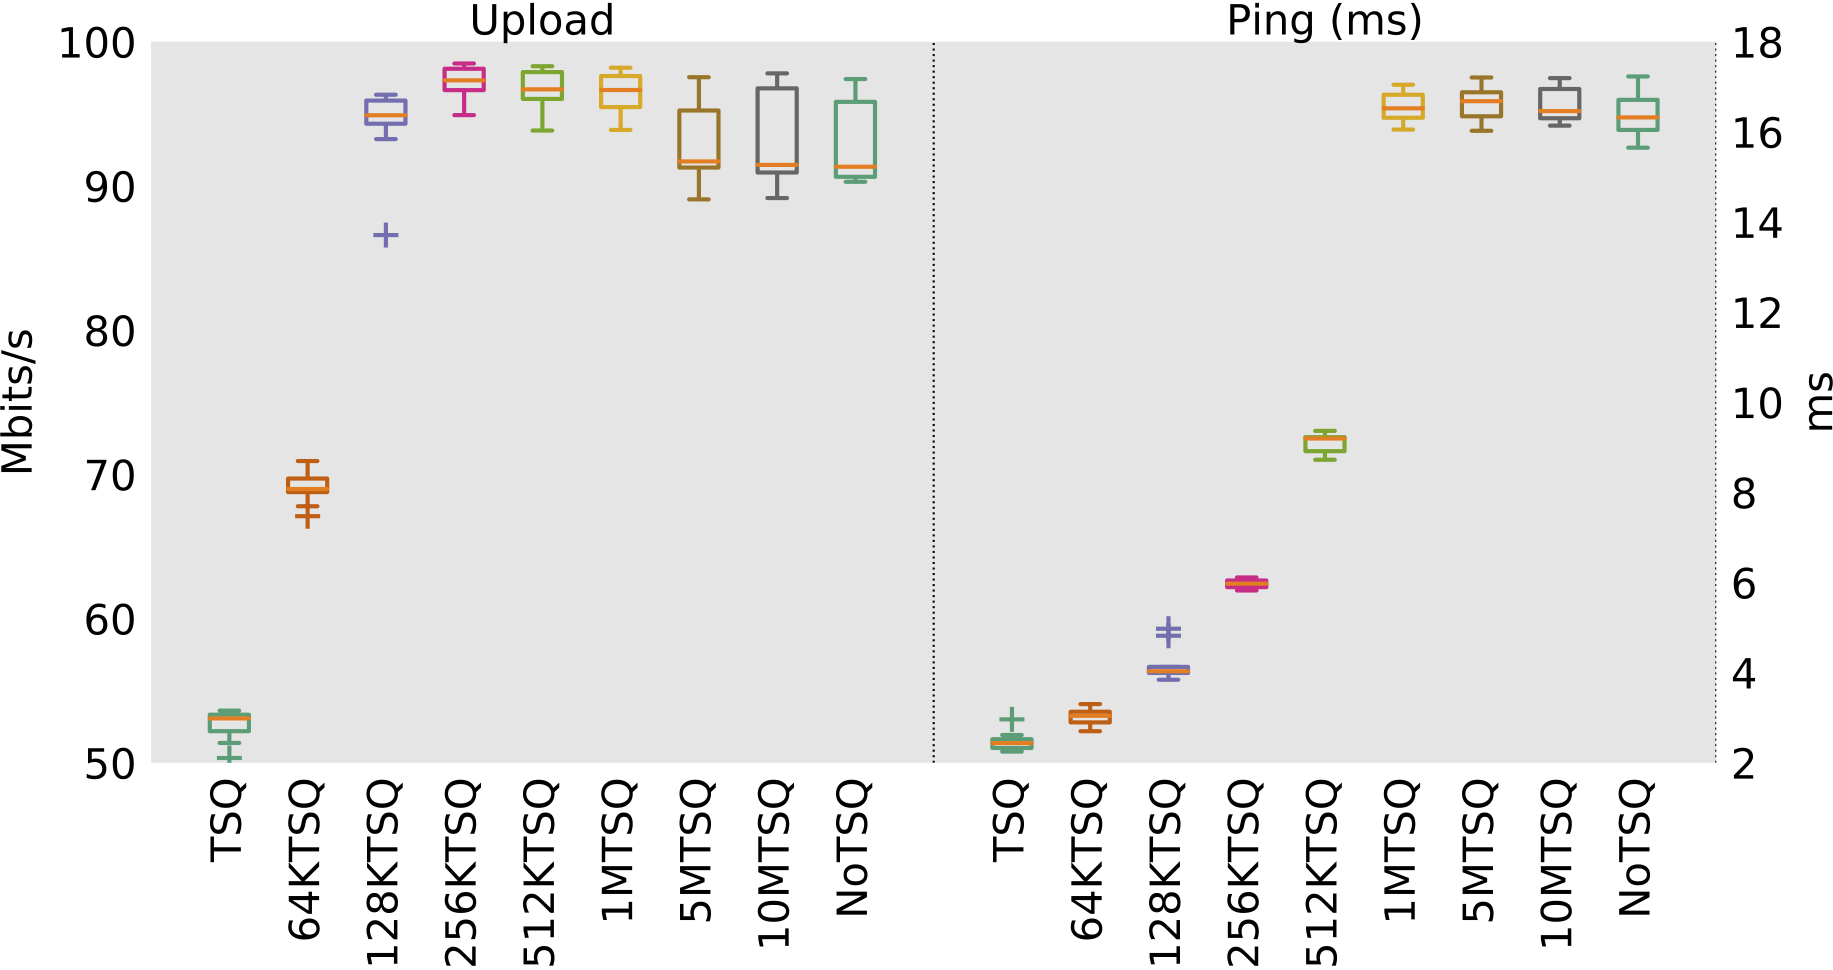 Upload
Ping (ms)
100
90
80
70
60
50
Mbits/s
18
16
14
12
10
8
6
4
2
ms
TSQ
64KTSQ
128KTSQ
256KTSQ
512KTSQ
1MTSQ
5MTSQ
10MTSQ
NoTSQ
TSQ
64KTSQ
128KTSQ
256KTSQ
512KTSQ
1MTSQ
5MTSQ
10MTSQ
NoTSQ